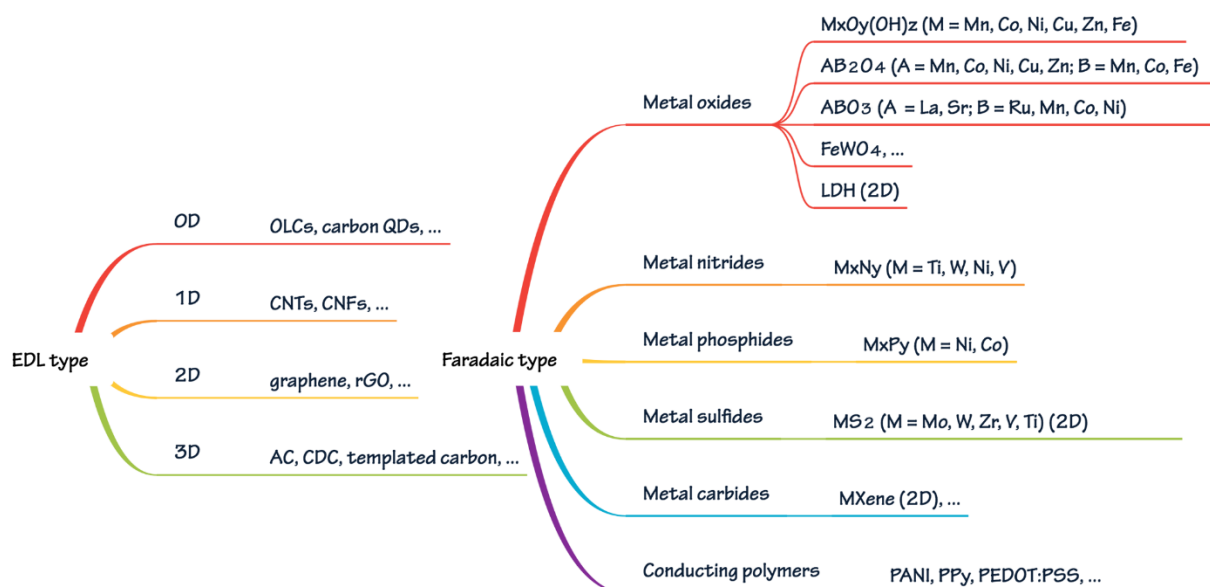 EDL type
0D
OLCs, carbon QDs, ...
1D
CNTs, CNFs, ...
2D
graphene, rGO, ...
3D
AC, CDC, templated carbon, ...
Faradaic type
Metal oxides
MxOy(OH)z (M = Mn, Co, Ni, Cu, Zn, Fe)
AB2O4 (A = Mn, Co, Ni, Cu, Zn; B = Mn, Co, Fe)
ABO3 (A = La, Sr; B = Ru, Mn, Co, Ni)
FeWO4, ...
LDH (2D)
Metal nitrides
MxNy (M = Ti, W, Ni, V)
Metal phosphides
MxPy (M = Ni, Co)
Metal sulfides
MS2 (M = Mo, W, Zr, V, Ti) (2D)
Metal carbides
MXene (2D), ...
Conducting polymers
PANI, PPy, PEDOT:PSS, ...